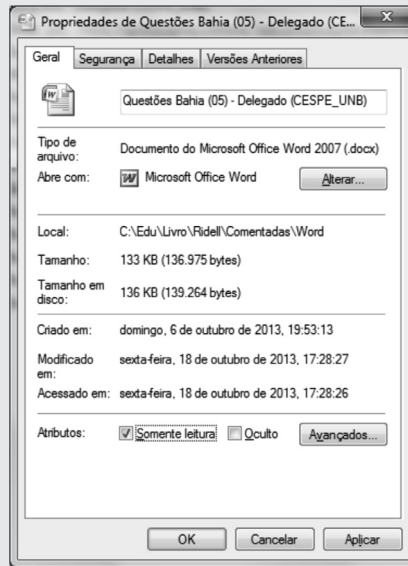 Propriedades de Questões Bahia (05) - Delegado (CE...
Geral Segurança Detalhes Versões Anteriores
Questões Bahia (05) - Delegado (CESPE_UNB)
Tipo de arquivo: Documento do Microsoft Office Word 2007 (.docx)
Abre com: Microsoft Office Word Alterar...
Local: C:\Edu\Livro\Ridell\Comentadas\Word
Tamanho: 133 KB (136.975 bytes)
Tamanho em disco: 136 KB (139.264 bytes)
Criado em: domingo, 6 de outubro de 2013, 19:53:13
Modificado em: sexta-feira, 18 de outubro de 2013, 17:28:27
Acessado em: sexta-feira, 18 de outubro de 2013, 17:28:26
Atributos: Somente leitura Oculto Avançados...
OK Cancelar Aplicar